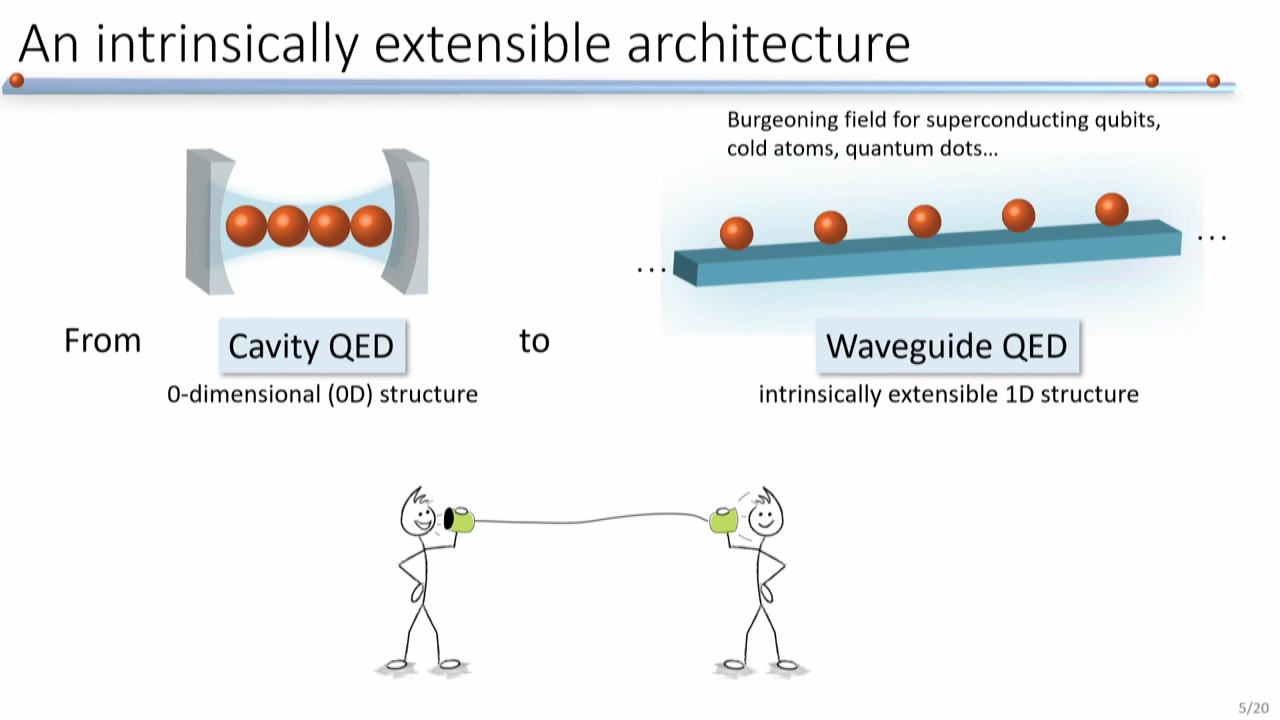 An intrinsically extensible architecture
Burgeoning field for superconducting qubits,
cold atoms, quantum dots...
...
...
From
Cavity QED
to
Waveguide QED
0-dimensional (0D) structure
intrinsically extensible 1D structure
5/20